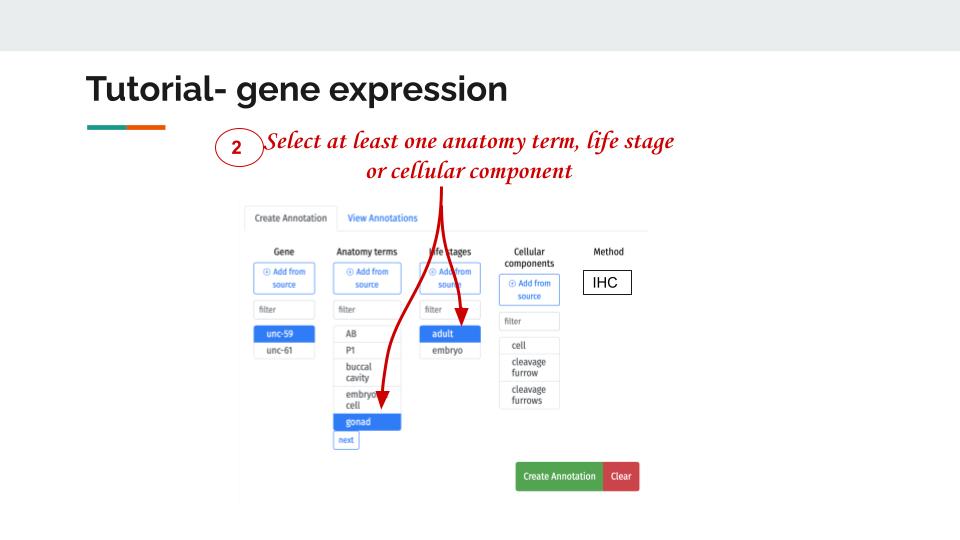 Tutorial- gene expression
2
Select at least one anatomy term, life stage
or cellular component
Create Annotation
View Annotations
Gene
⊕ Add from
source
filter
unc-59
unc-61
Anatomy terms
⊕ Add from
source
filter
AB
P1
buccal
cavity
embryo
cell
gonad
next
Life stages
⊕ Add from
source
filter
adult
embryo
Cellular
components
⊕ Add from
source
filter
cell
cleavage
furrow
cleavage
furrows
Method
IHC
Create Annotation
Clear